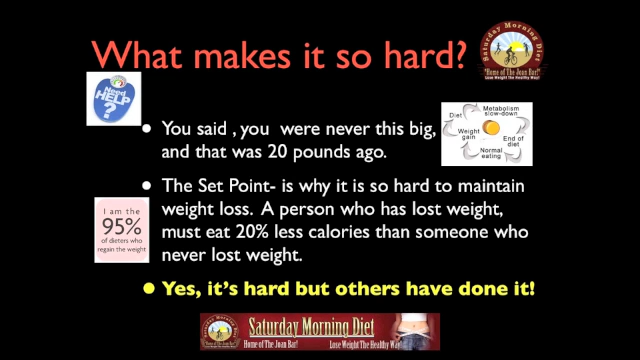 What makes it so hard?
Saturday Morning Diet
"Home of The Joan Bar!"
Lose Weight The Healthy Way!
Need
HELP
?
• You said , you were never this big,
and that was 20 pounds ago.
Diet
Metabolism
slow-down
Weight
gain
End of
diet
Normal
eating
• The Set Point- is why it is so hard to maintain
weight loss. A person who has lost weight,
must eat 20% less calories than someone who
never lost weight.
I am the
95%
of dieters who
regain the weight
• Yes, it's hard but others have done it!
Saturday Morning Diet
Home of The Joan Bar! Lose Weight The Healthy Way!